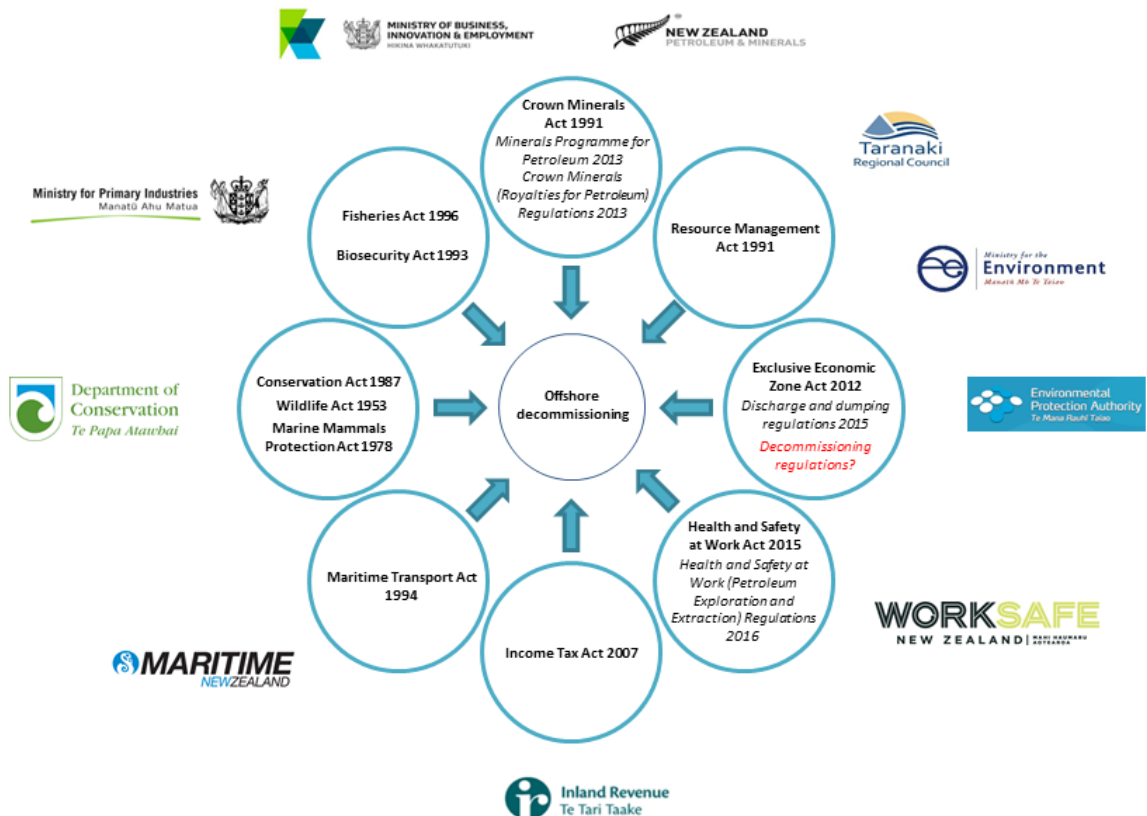 MINISTRY OF BUSINESS,
INNOVATION & EMPLOYMENT
HIKINA WHAKATUTUKI
NEW ZEALAND
PETROLEUM & MINERALS
Crown Minerals
Act 1991
Minerals Programme for
Petroleum 2013
Crown Minerals
(Royalties for Petroleum)
Regulations 2013
Taranaki
Regional Council
Ministry for Primary Industries
Manatū Ahu Matua
Fisheries Act 1996
Biosecurity Act 1993
Resource Management
Act 1991
Ministry for the
Environment
Manatū Mō Te Taiao
Offshore
decommissioning
Exclusive Economic
Zone Act 2012
Discharge and dumping
regulations 2015
Decommissioning
regulations?
Environmental
Protection Authority
Te Mana Rauhī Taiao
Department of
Conservation
Te Papa Atawbai
Conservation Act 1987
Wildlife Act 1953
Marine Mammals
Protection Act 1978
Health and Safety
at Work Act 2015
Health and Safety at
Work (Petroleum
Exploration and
Extraction) Regulations
2016
WORKSAFE
NEW ZEALAND
MAHI HAUMARU
AOTEAROA
Maritime Transport Act
1994
MARITIME
NEWZEALAND
Income Tax Act 2007
ir
Inland Revenue
Te Tari Taake